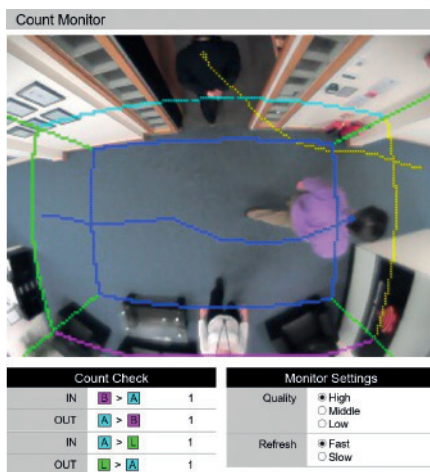 Count Monitor
Count Check
IN B > A 1
OUT A > B 1
IN A > L 1
OUT L > A 1
Monitor Settings
Quality High
Middle
Low
Refresh Fast
Slow